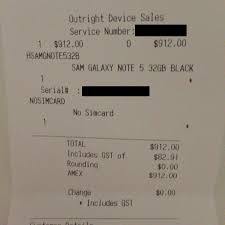 Outright Device Sales
Service Number:
1 $912.00 0 $912.00
HSAMGNOTE532B
SAM GALAXY NOTE 5 32GB BLACK
1
Serial#
NOSIMCARD
No Simcard
1
TOTAL $912.00
Includes GST of $82.91
Rounding $0.00
AMEX $912.00
Change $0.00
* Includes GST
Customer Details